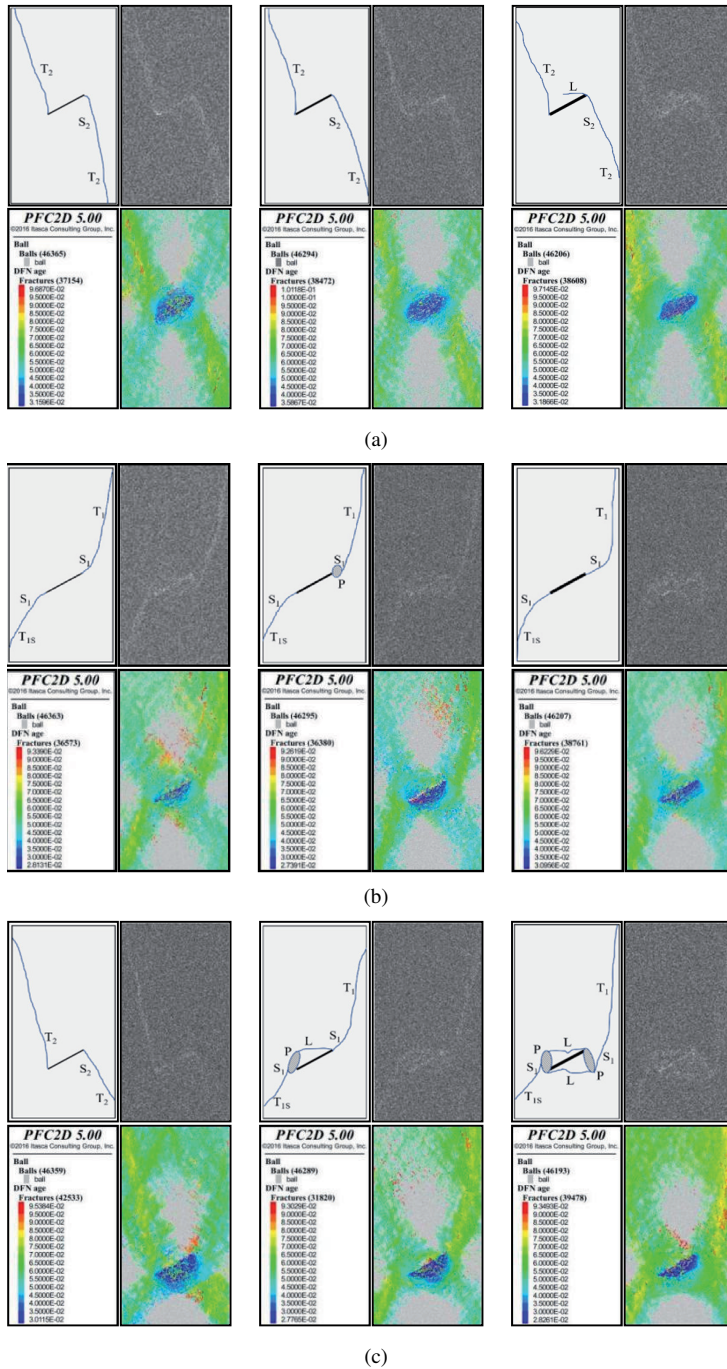 T2
S2
T2
T2
S2
T2
T2
L
S2
T2
PFC2D 5.00
©2016 Itasca Consulting Group, Inc.
Ball
Balls (46365)
ball
DFN age
Fractures (37154)
9.6870E-02
9.5000E-02
9.0000E-02
8.5000E-02
8.0000E-02
7.5000E-02
7.0000E-02
6.5000E-02
6.0000E-02
5.5000E-02
5.0000E-02
4.5000E-02
4.0000E-02
3.5000E-02
3.1596E-02
PFC2D 5.00
©2016 Itasca Consulting Group, Inc.
Ball
Balls (46294)
ball
DFN age
Fractures (38472)
1.0118E-01
1.0000E-01
9.5000E-02
9.0000E-02
8.5000E-02
8.0000E-02
7.5000E-02
7.0000E-02
6.5000E-02
6.0000E-02
5.5000E-02
5.0000E-02
4.5000E-02
4.0000E-02
3.5867E-02
PFC2D 5.00
©2016 Itasca Consulting Group, Inc.
Ball
Balls (46206)
ball
DFN age
Fractures (38608)
9.7145E-02
9.5000E-02
9.0000E-02
8.5000E-02
8.0000E-02
7.5000E-02
7.0000E-02
6.5000E-02
6.0000E-02
5.5000E-02
5.0000E-02
4.5000E-02
4.0000E-02
3.5000E-02
3.1866E-02
(a)
T1
S1
S1
T1S
T1
S1
P
S1
T1S
T1
S1
S1
T1S
PFC2D 5.00
©2016 Itasca Consulting Group, Inc.
Ball
Balls (46363)
ball
DFN age
Fractures (36573)
9.3390E-02
9.0000E-02
8.5000E-02
8.0000E-02
7.5000E-02
7.0000E-02
6.5000E-02
6.0000E-02
5.5000E-02
5.0000E-02
4.5000E-02
4.0000E-02
3.5000E-02
3.0000E-02
2.8131E-02
PFC2D 5.00
©2016 Itasca Consulting Group, Inc.
Ball
Balls (46295)
ball
DFN age
Fractures (36380)
9.2619E-02
9.0000E-02
8.5000E-02
8.0000E-02
7.5000E-02
7.0000E-02
6.5000E-02
6.0000E-02
5.5000E-02
5.0000E-02
4.5000E-02
4.0000E-02
3.5000E-02
3.0000E-02
2.7391E-02
PFC2D 5.00
©2016 Itasca Consulting Group, Inc.
Ball
Balls (46207)
ball
DFN age
Fractures (38761)
9.6229E-02
9.5000E-02
9.0000E-02
8.5000E-02
8.0000E-02
7.5000E-02
7.0000E-02
6.5000E-02
6.0000E-02
5.5000E-02
5.0000E-02
4.5000E-02
4.0000E-02
3.5000E-02
3.0956E-02
(b)
T2
S2
T2
T1
S1
L
P
S1
T1S
T1
L
P
S1
S1
L
P
T1S
PFC2D 5.00
©2016 Itasca Consulting Group, Inc.
Ball
Balls (46359)
ball
DFN age
Fractures (42533)
9.5384E-02
9.5000E-02
9.0000E-02
8.5000E-02
8.0000E-02
7.5000E-02
7.0000E-02
6.5000E-02
6.0000E-02
5.5000E-02
5.0000E-02
4.5000E-02
4.0000E-02
3.5000E-02
3.0115E-02
PFC2D 5.00
©2016 Itasca Consulting Group, Inc.
Ball
Balls (46289)
ball
DFN age
Fractures (31820)
9.3029E-02
9.0000E-02
8.5000E-02
8.0000E-02
7.5000E-02
7.0000E-02
6.5000E-02
6.0000E-02
5.5000E-02
5.0000E-02
4.5000E-02
4.0000E-02
3.5000E-02
3.0000E-02
2.7765E-02
PFC2D 5.00
©2016 Itasca Consulting Group, Inc.
Ball
Balls (46193)
ball
DFN age
Fractures (39478)
9.3493E-02
9.0000E-02
8.5000E-02
8.0000E-02
7.5000E-02
7.0000E-02
6.5000E-02
6.0000E-02
5.5000E-02
5.0000E-02
4.5000E-02
4.0000E-02
3.5000E-02
3.0000E-02
2.8261E-02
(c)